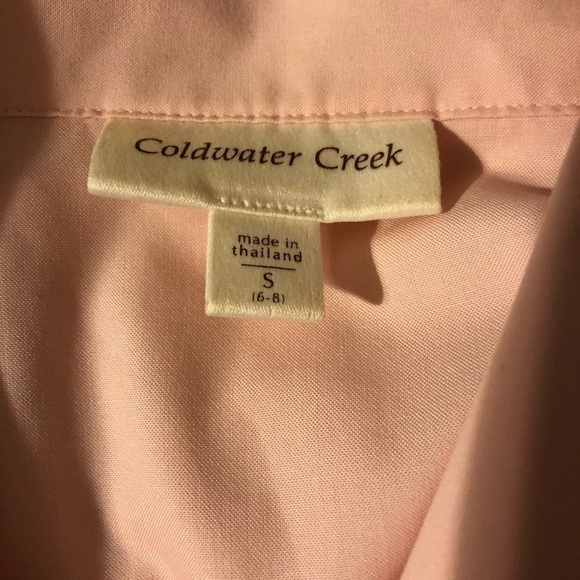 Coldwater Creek
made in
thailand
S
(6-8)